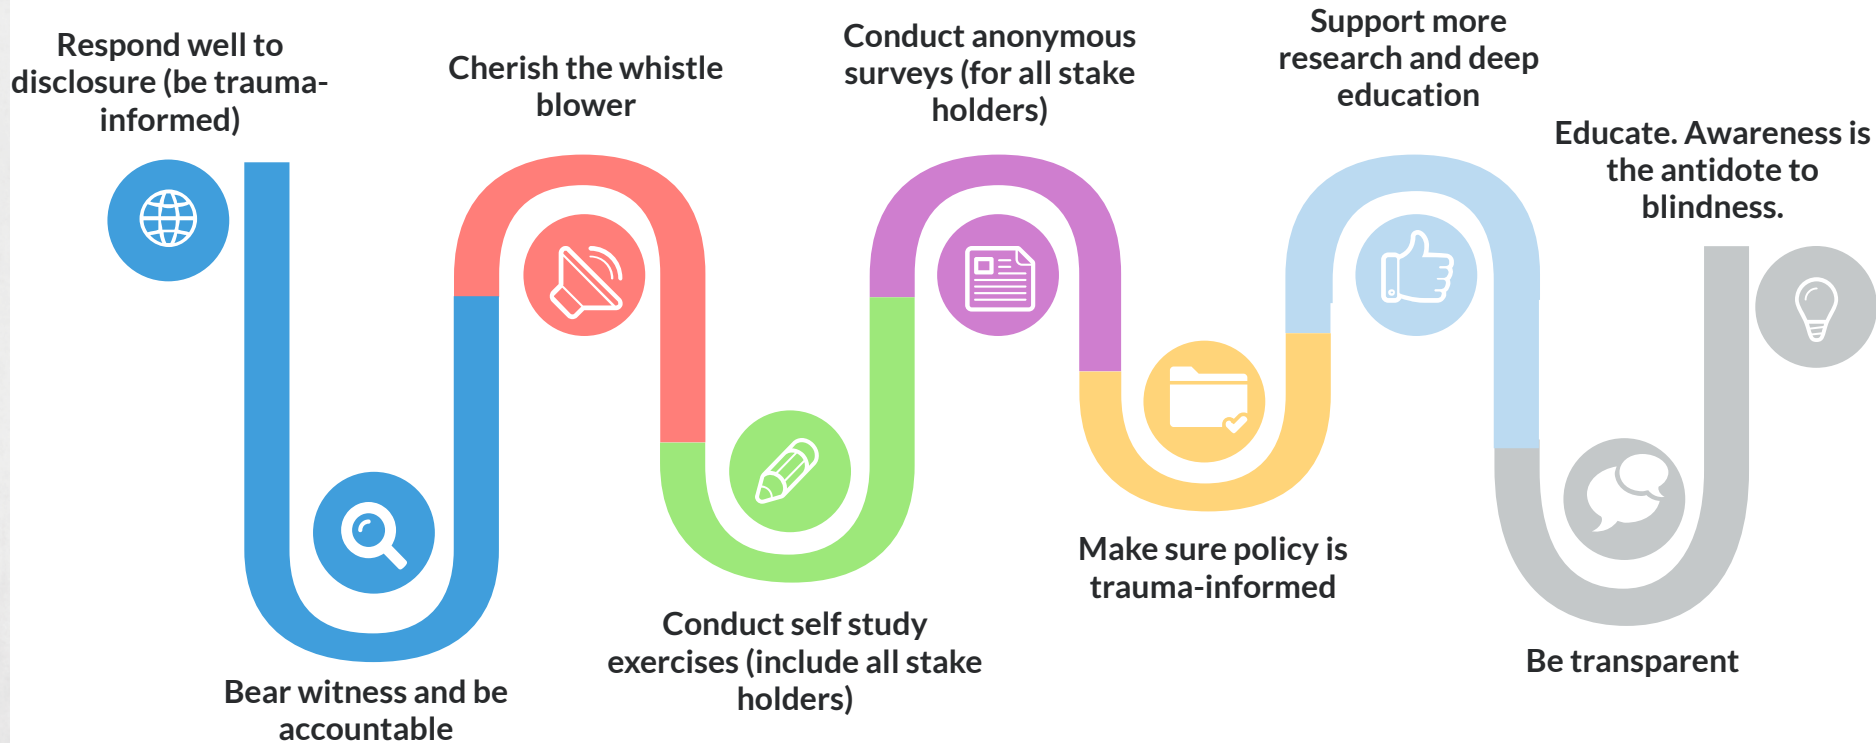 Respond well to
disclosure (be trauma-
informed)
Bear witness and be
accountable
Cherish the whistle
blower
Conduct self study
exercises (include all stake
holders)
Conduct anonymous
surveys (for all stake
holders)
Make sure policy is
trauma-informed
Support more
research and deep
education
Be transparent
Educate. Awareness is
the antidote to
blindness.